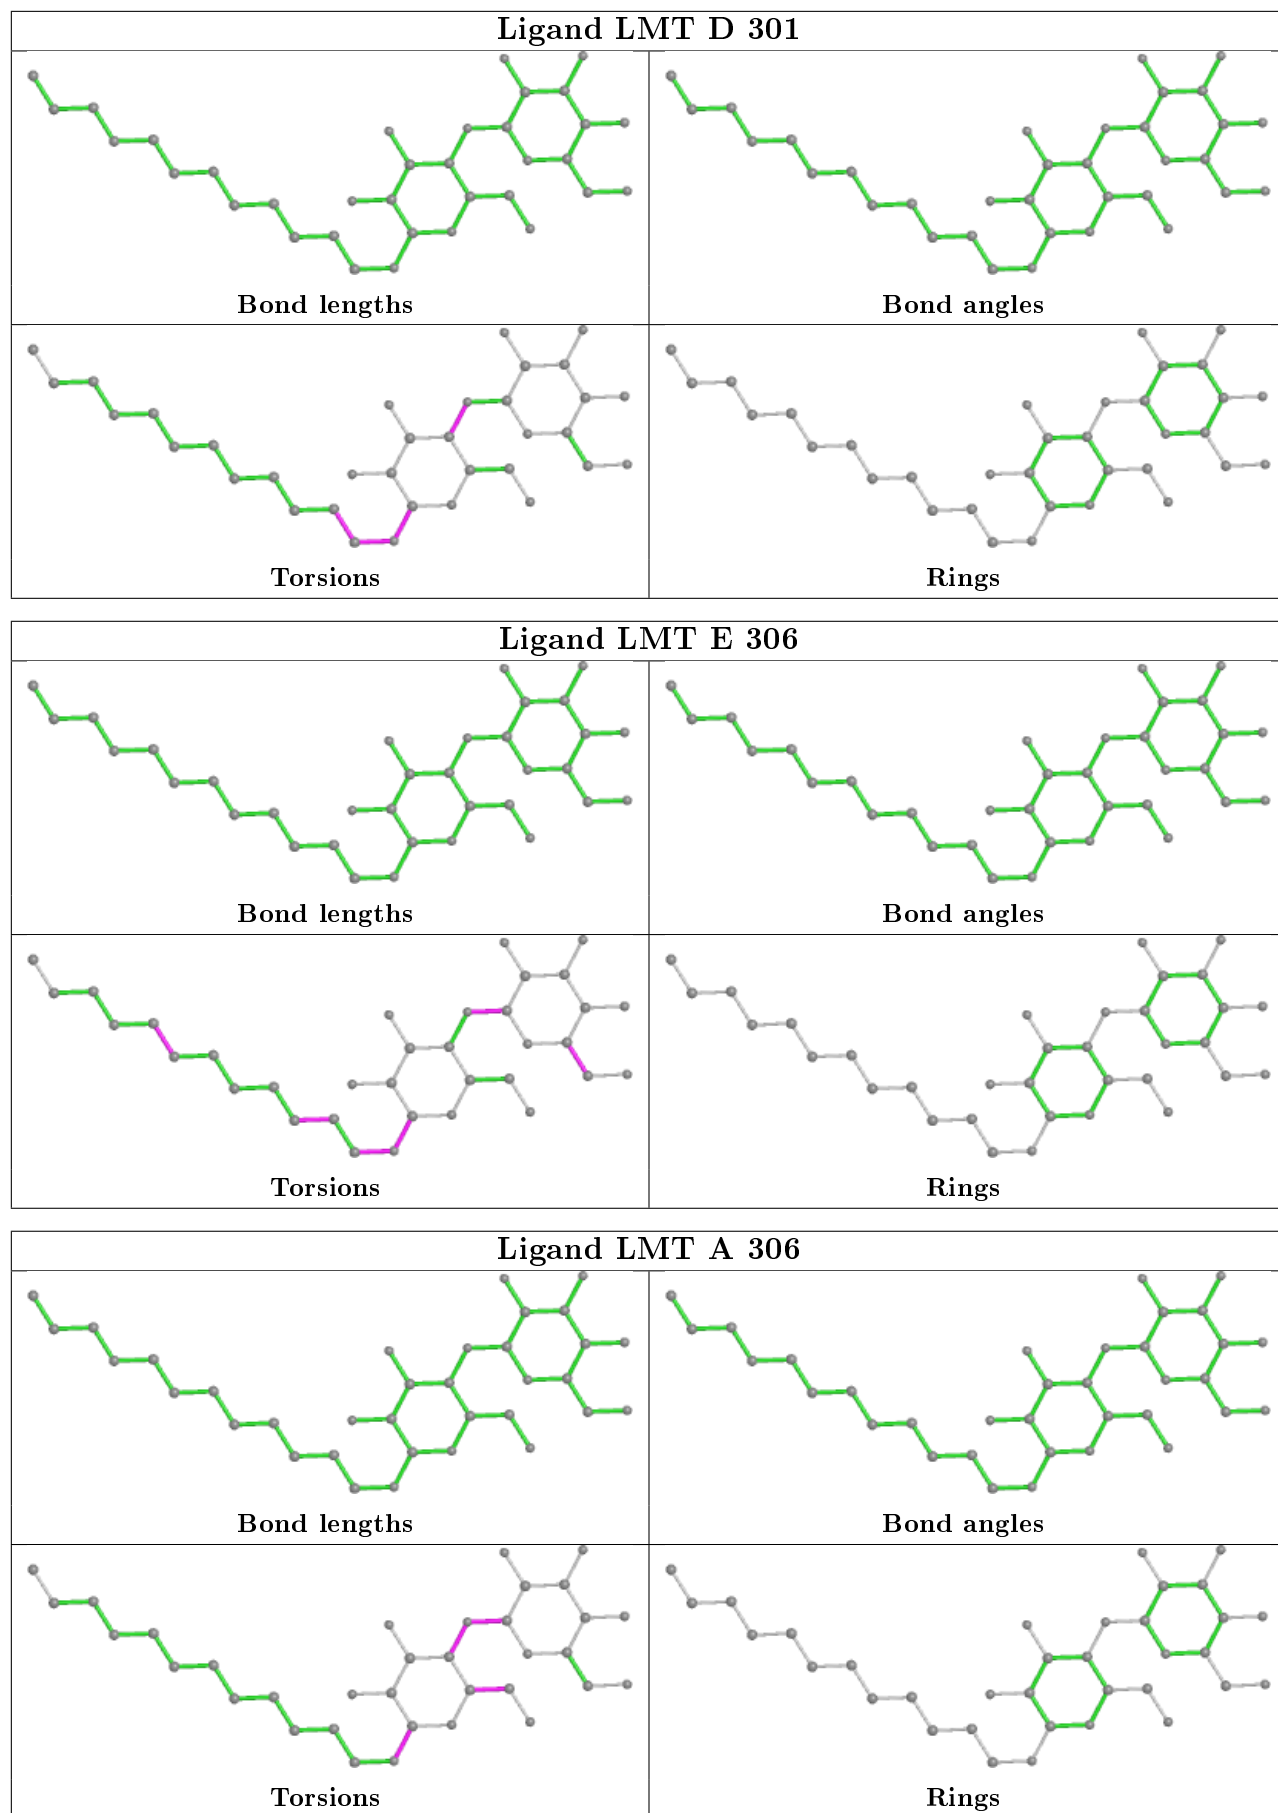 Ligand LMT D 301
Bond lengths
Bond angles
Torsions
Rings
Ligand LMT E 306
Bond lengths
Bond angles
Torsions
Rings
Ligand LMT A 306
Bond lengths
Bond angles
Torsions
Rings